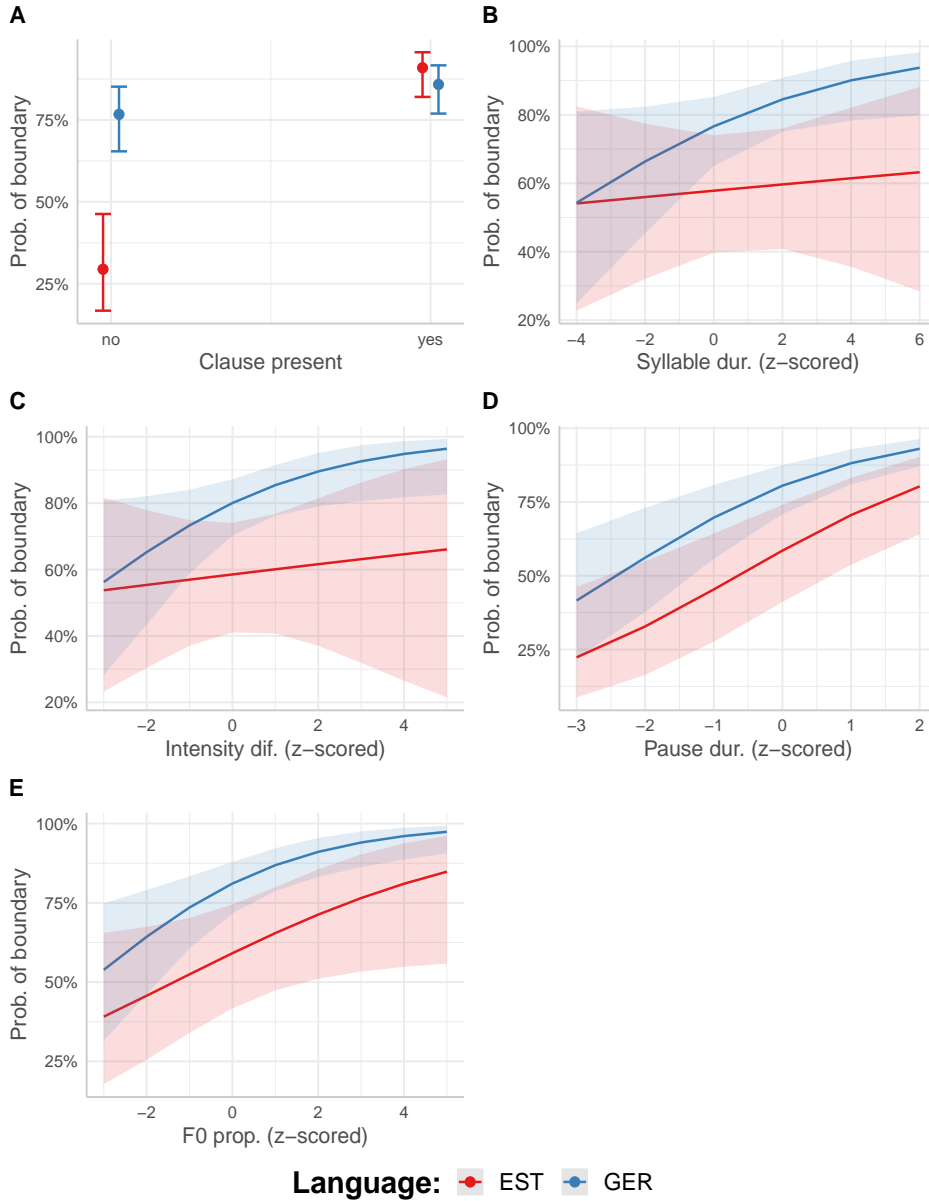 A
Prob. of boundary
75%
50%
25%
no
yes
Clause present
B
Prob. of boundary
100%
80%
60%
40%
20%
−4
−2
0
2
4
6
Syllable dur. (z−scored)
C
Prob. of boundary
100%
80%
60%
40%
20%
−2
0
2
4
Intensity dif. (z−scored)
D
Prob. of boundary
100%
75%
50%
25%
−3
−2
−1
0
1
2
Pause dur. (z−scored)
E
Prob. of boundary
100%
75%
50%
25%
−2
0
2
4
F0 prop. (z−scored)
Language: EST GER